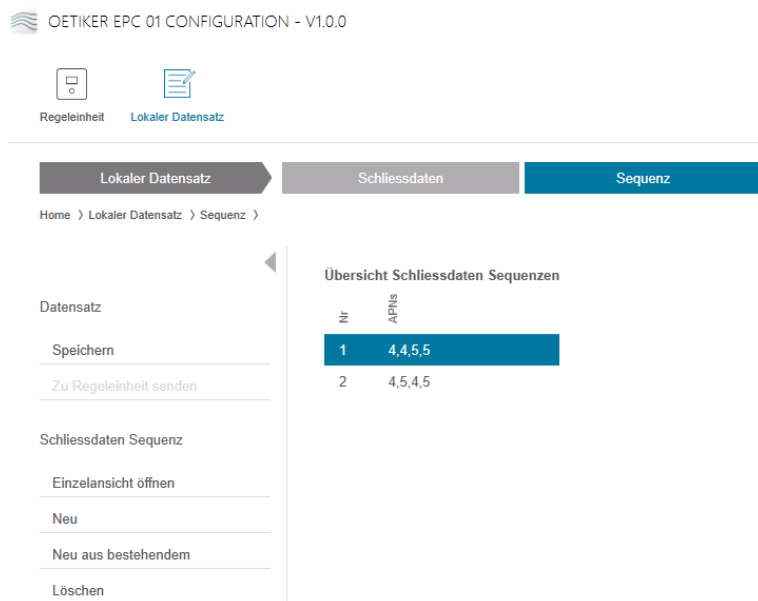 OETIKER EPC 01 CONFIGURATION - V1.0.0
Regeleinheit Lokaler Datensatz
Lokaler Datensatz Schliessdaten Sequenz
Home > Lokaler Datensatz > Sequenz >
Übersicht Schliessdaten Sequenzen
Datensatz
Nr APNs
Speichern
1 4,4,5,5
Zu Regeleinheit senden
2 4,5,4,5
Schliessdaten Sequenz
Einzelansicht öffnen
Neu
Neu aus bestehendem
Löschen